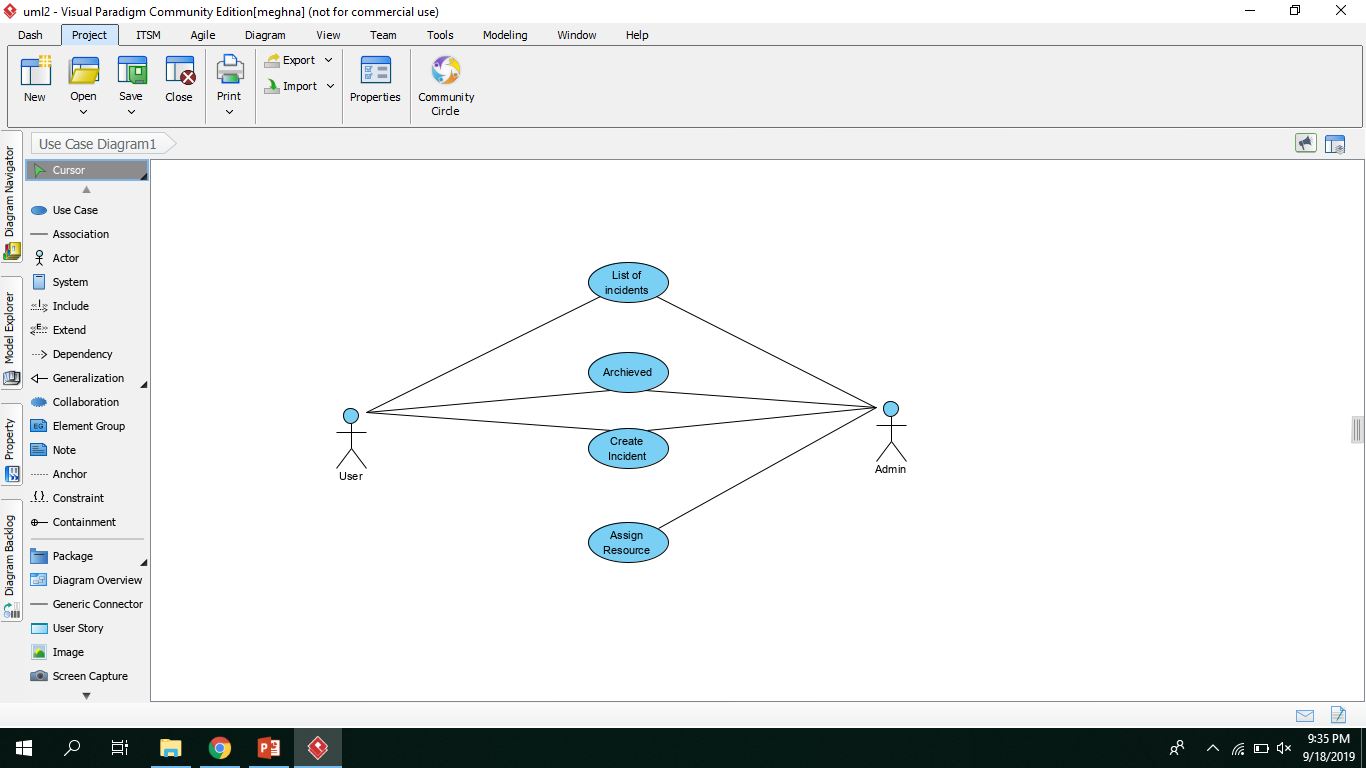 uml2 - Visual Paradigm Community Edition[meghna] (not for commercial use)
Dash Project ITSM Agile Diagram View Team Tools Modeling Window Help
New Open Save Close Print Export Import Properties Community
Circle
Use Case Diagram1
Diagram Navigator
Model Explorer
Property
Diagram Backlog
Cursor
Use Case
Association
Actor
System
Include
Extend
Dependency
Generalization
Collaboration
EG Element Group
Note
Anchor
Constraint
Containment
Package
Diagram Overview
Generic Connector
User Story
Image
Screen Capture
List of
incidents
Archieved
Create
Incident
Assign
Resource
User
Admin
9:35 PM
9/18/2019